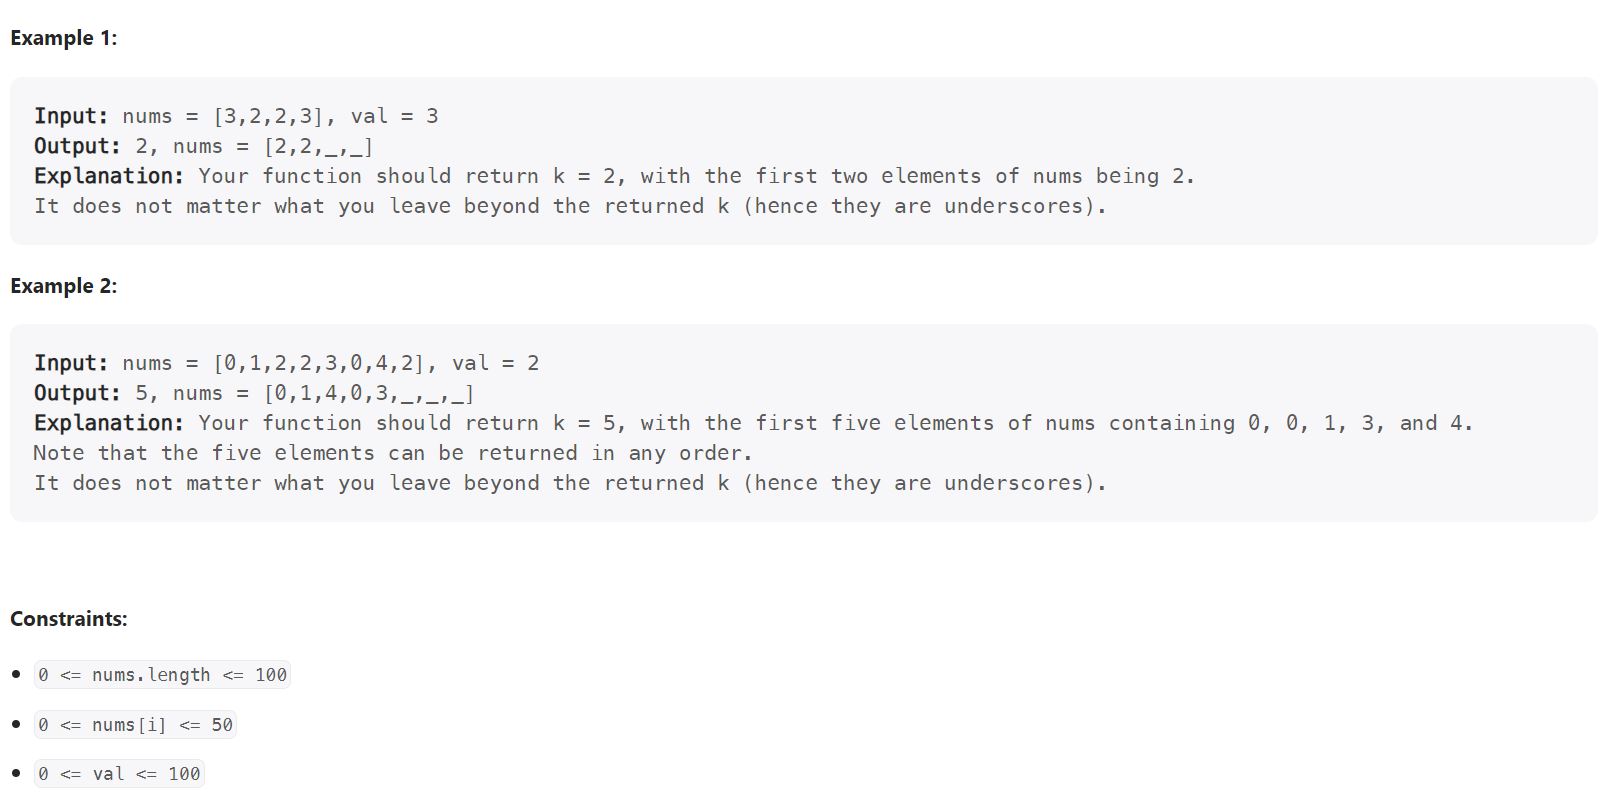 Example 1:
Input: nums = [3,2,2,3], val = 3
Output: 2, nums = [2,2,_,_]
Explanation: Your function should return k = 2, with the first two elements of nums being 2.
It does not matter what you leave beyond the returned k (hence they are underscores).
Example 2:
Input: nums = [0,1,2,2,3,0,4,2], val = 2
Output: 5, nums = [0,1,4,0,3,_,_,_]
Explanation: Your function should return k = 5, with the first five elements of nums containing 0, 0, 1, 3, and 4.
Note that the five elements can be returned in any order.
It does not matter what you leave beyond the returned k (hence they are underscores).
Constraints:
• 0 <= nums.length <= 100
• 0 <= nums[i] <= 50
• 0 <= val <= 100